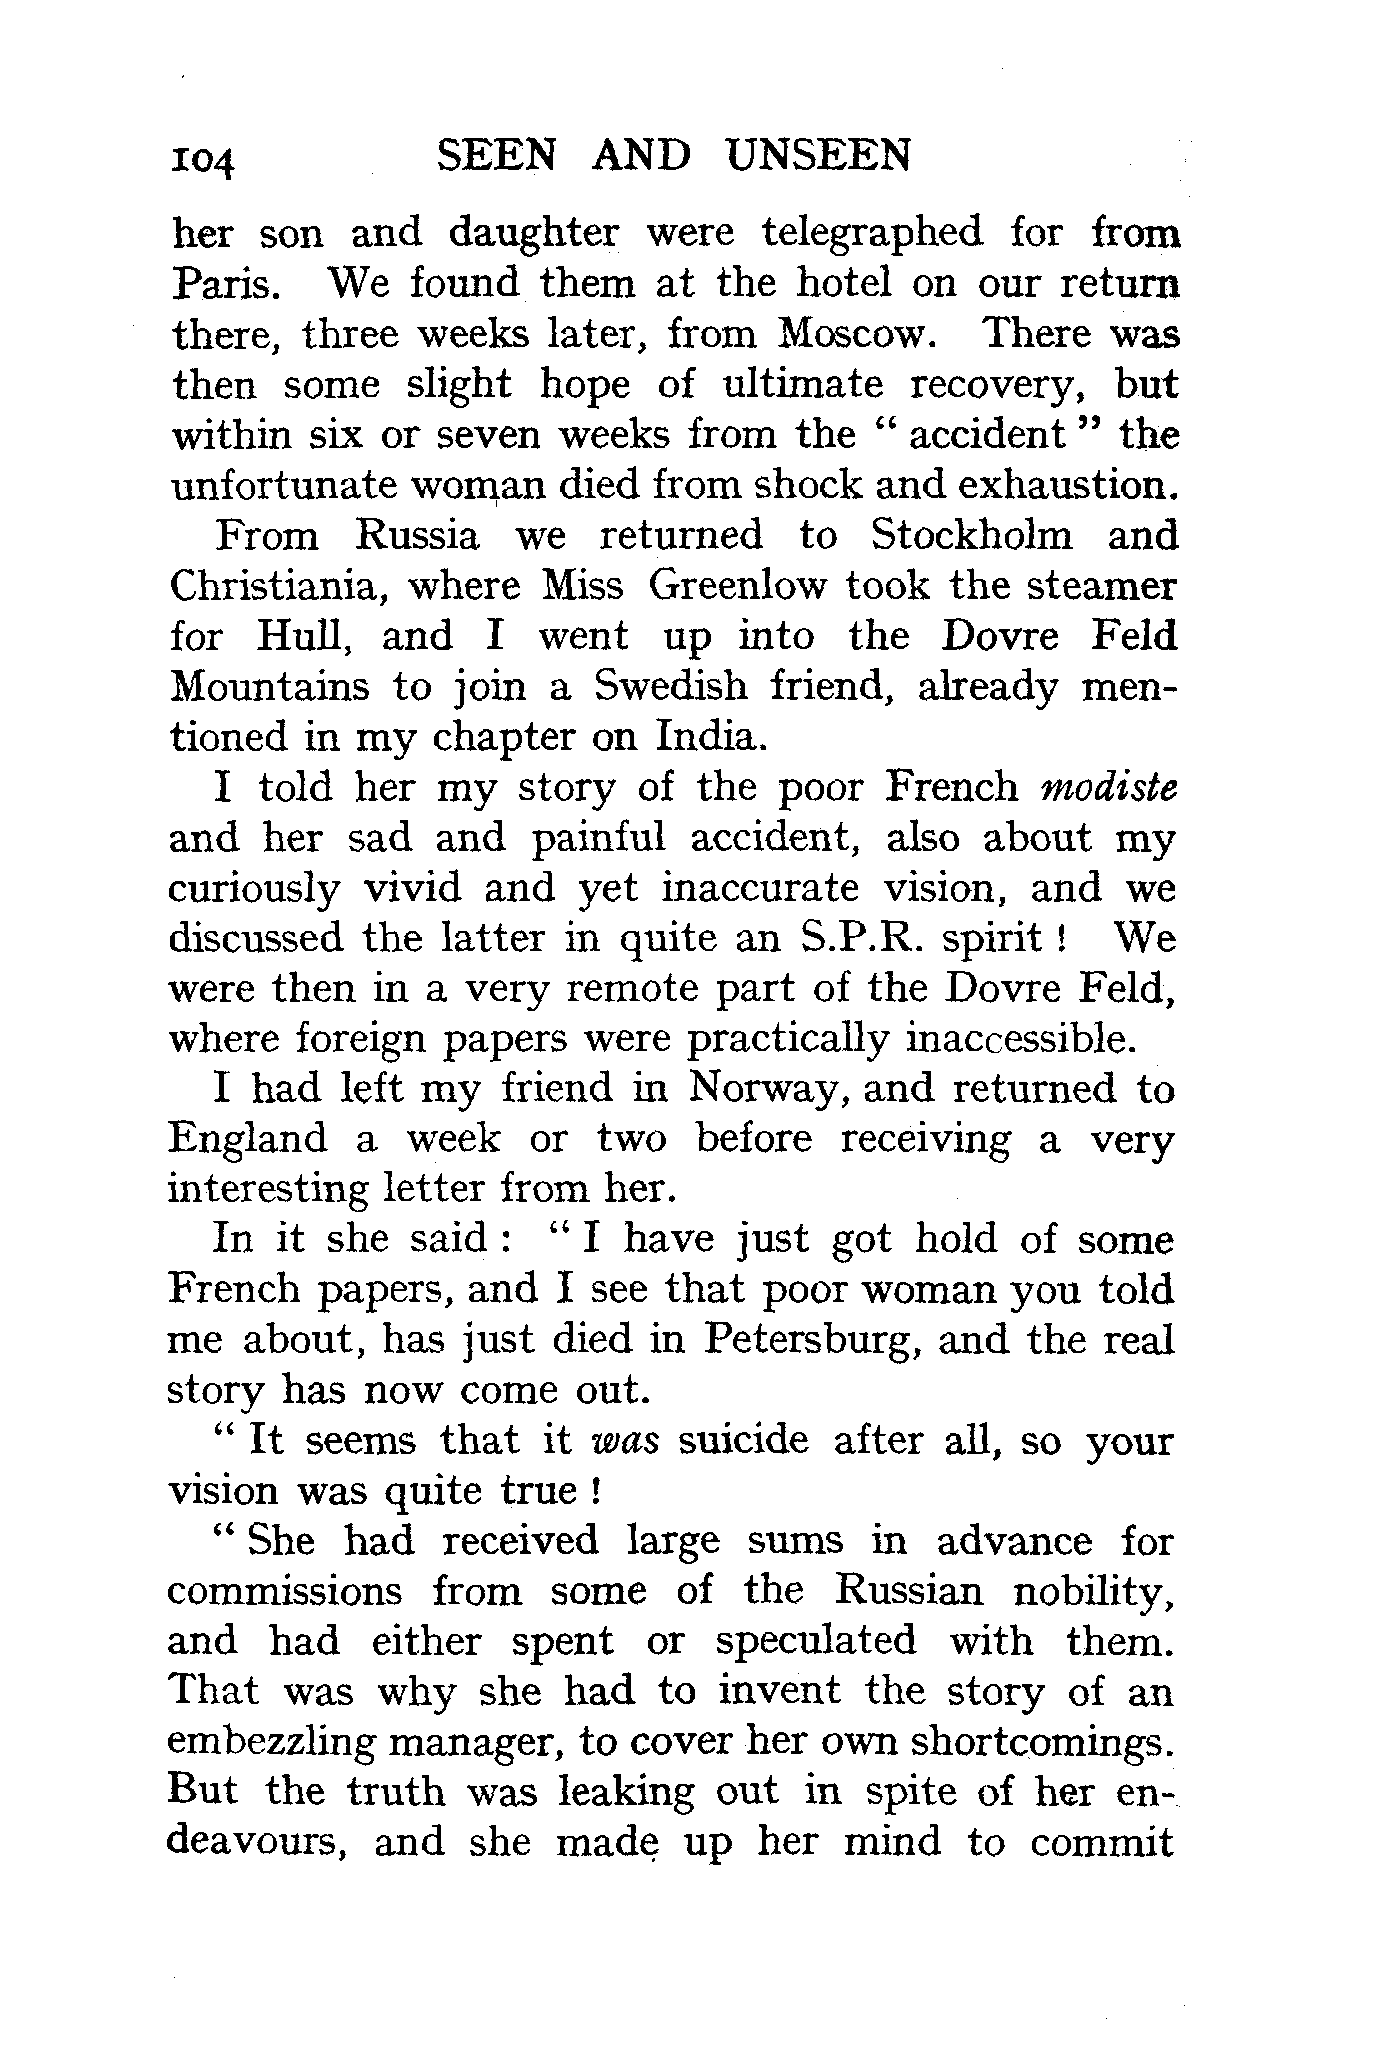 104 SEEN AND UNSEEN
her son and daughter were telegraphed for from
Paris. We found them at the hotel on our return
there, three weeks later, from Moscow. There was
then some slight hope of ultimate recovery, but
within six or seven weeks from the “ accident ” the
unfortunate woman died from shock and exhaustion.
From Russia we returned to Stockholm and
Christiania, where Miss Greenlow took the steamer
for Hull, and I went up into the Dovre Feld
Mountains to join a Swedish friend, already men-
tioned in my chapter on India.
I told her my story of the poor French modiste
and her sad and painful accident, also about my
curiously vivid and yet inaccurate vision, and we
discussed the latter in quite an S.P.R. spirit ! We
were then in a very remote part of the Dovre Feld,
where foreign papers were practically inaccessible.
I had left my friend in Norway, and returned to
England a week or two before receiving a very
interesting letter from her.
In it she said : “ I have just got hold of some
French papers, and I see that poor woman you told
me about, has just died in Petersburg, and the real
story has now come out.
“ It seems that it was suicide after all, so your
vision was quite true !
“ She had received large sums in advance for
commissions from some of the Russian nobility,
and had either spent or speculated with them.
That was why she had to invent the story of an
embezzling manager, to cover her own shortcomings.
But the truth was leaking out in spite of her en-
deavours, and she made up her mind to commit